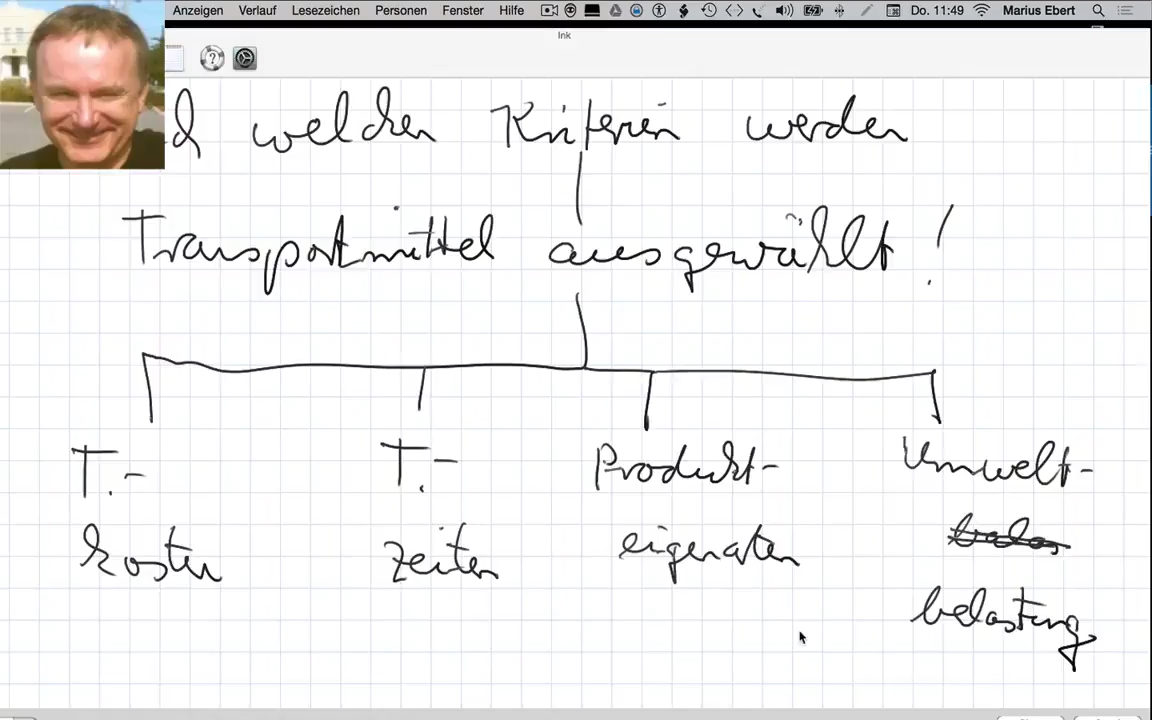 Anzeigen Verlauf Lesezeichen Personen Fenster Hilfe Do. 11:49 Marius Ebert
Ink
d welchen Kriterien werden
Transportmittel ausgewählt!
T.- T.- Produkt- Umwelt-
kosten zeiten eigenarten
belastung